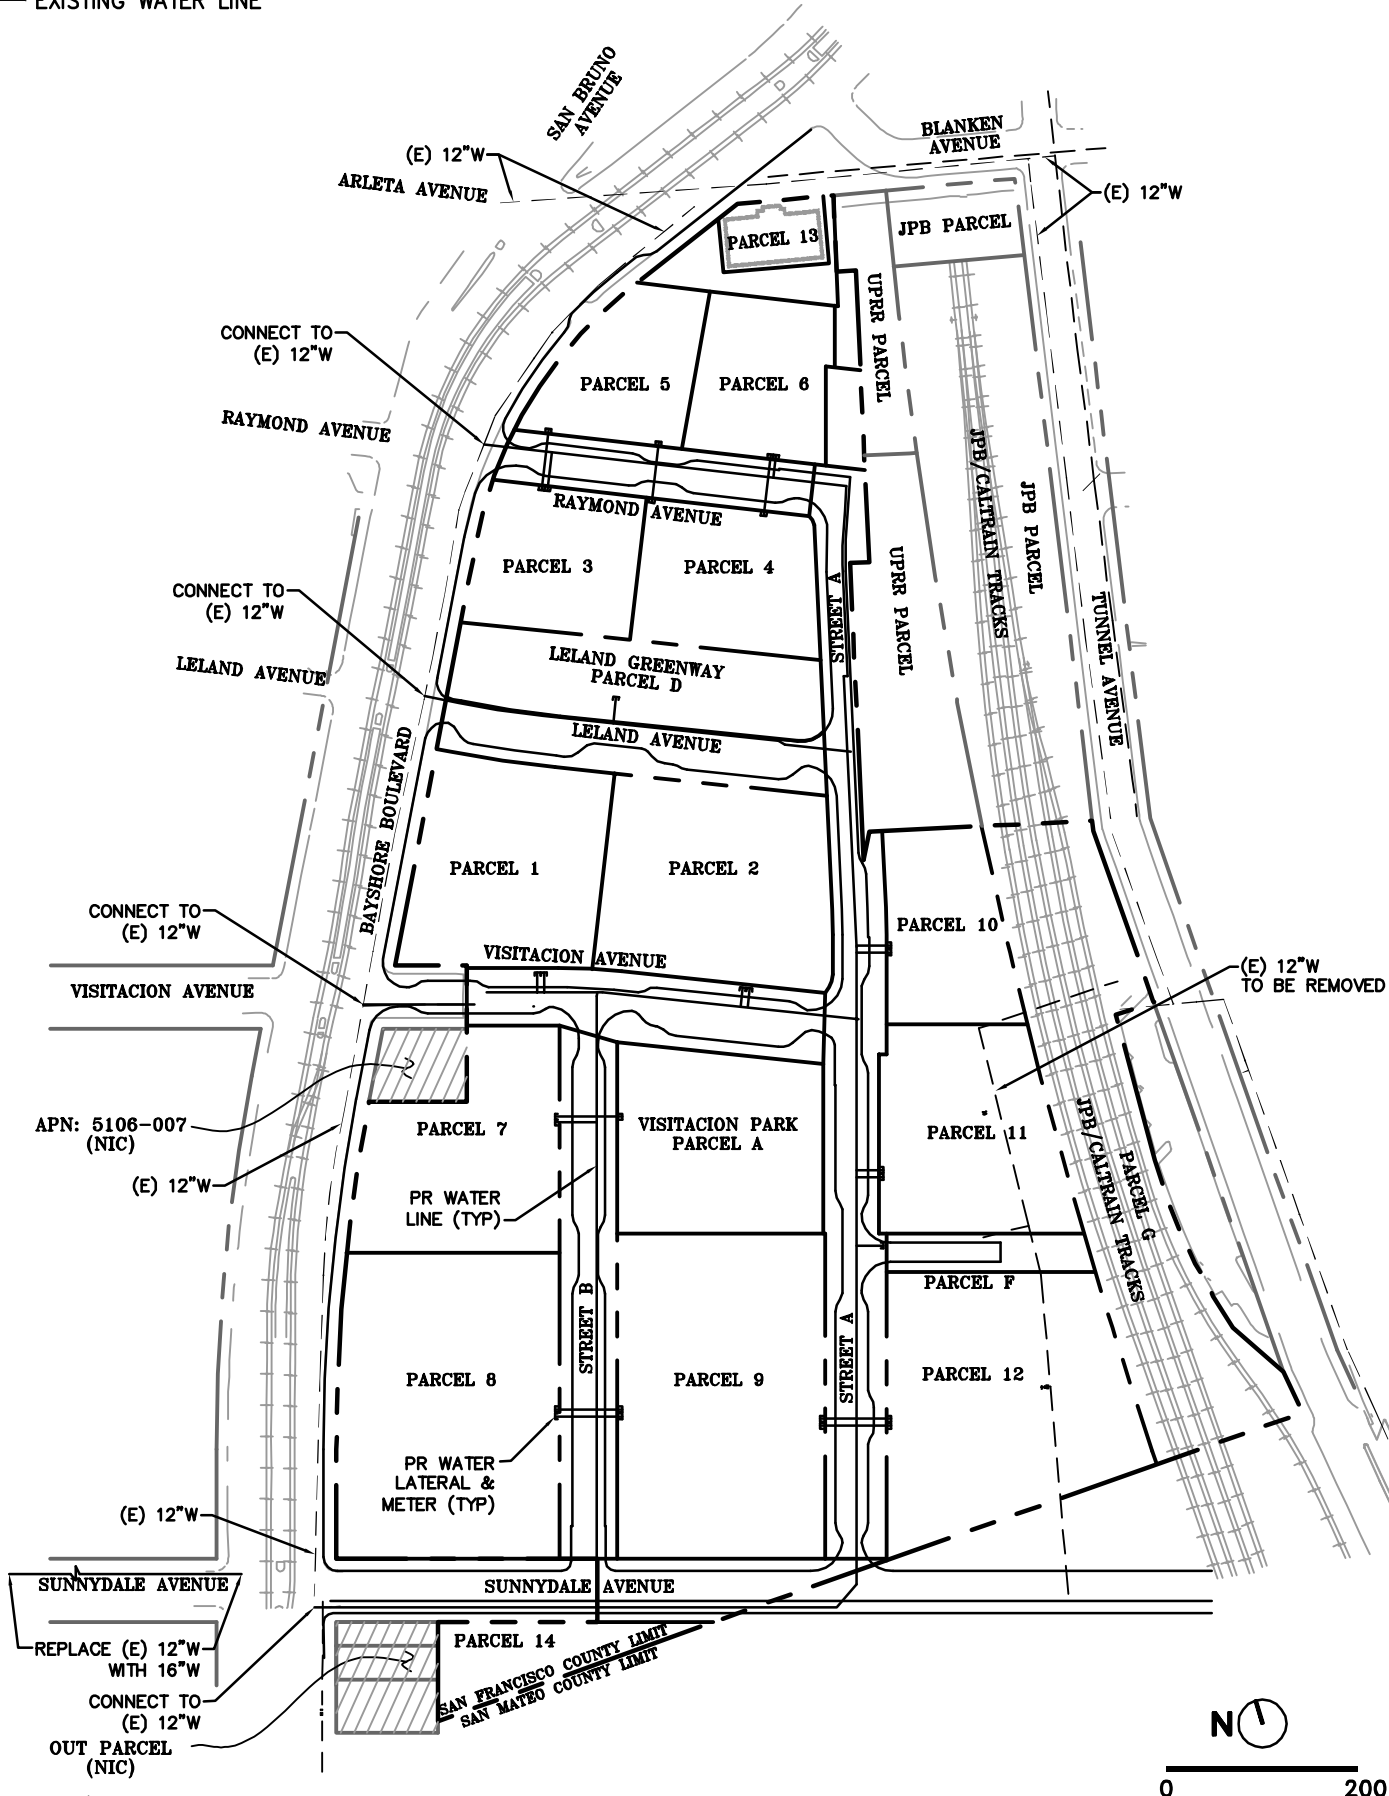 EXISTING WATER LINE
SAN BRUNO
AVENUE
BLANKEN
AVENUE
(E) 12"W
ARLETA AVENUE
(E) 12"W
JPB PARCEL
PARCEL 13
UPRR PARCEL
CONNECT TO
(E) 12"W
PARCEL 5
PARCEL 6
RAYMOND AVENUE
JPB/CALTRAIN TRACKS
JPB PARCEL
RAYMOND AVENUE
PARCEL 3
PARCEL 4
UPRR PARCEL
STREET A
CONNECT TO
(E) 12"W
TUNNEL AVENUE
LELAND AVENUE
LELAND GREENWAY
PARCEL D
LELAND AVENUE
BAYSHORE BOULEVARD
PARCEL 1
PARCEL 2
CONNECT TO
(E) 12"W
PARCEL 10
VISITACION AVENUE
(E) 12"W
TO BE REMOVED
VISITACION AVENUE
APN: 5106-007
(NIC)
PARCEL 7
VISITACION PARK
PARCEL A
PARCEL 11
JPB/CALTRAIN TRACKS
PARCEL G
(E) 12"W
PR WATER
LINE (TYP)
PARCEL F
STREET B
STREET A
PARCEL 8
PARCEL 9
PARCEL 12
PR WATER
LATERAL &
METER (TYP)
(E) 12"W
SUNNYDALE AVENUE
SUNNYDALE AVENUE
REPLACE (E) 12"W
WITH 16"W
PARCEL 14
SAN FRANCISCO COUNTY LIMIT
SAN MATEO COUNTY LIMIT
CONNECT TO
(E) 12"W
OUT PARCEL
(NIC)
N
0 200